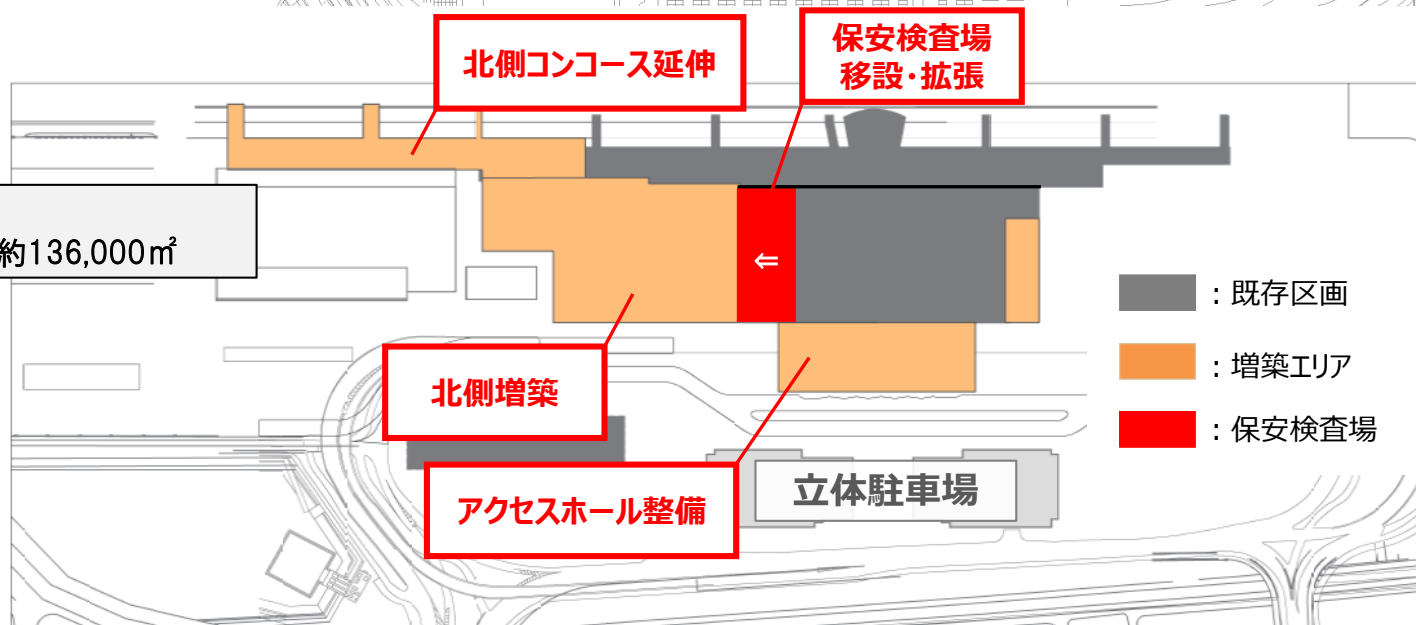 北側コンコース延伸
保安検査場
移設・拡張
約136,000㎡
⇐
北側増築
アクセスホール整備
立体駐車場
：既存区画
：増築エリア
：保安検査場